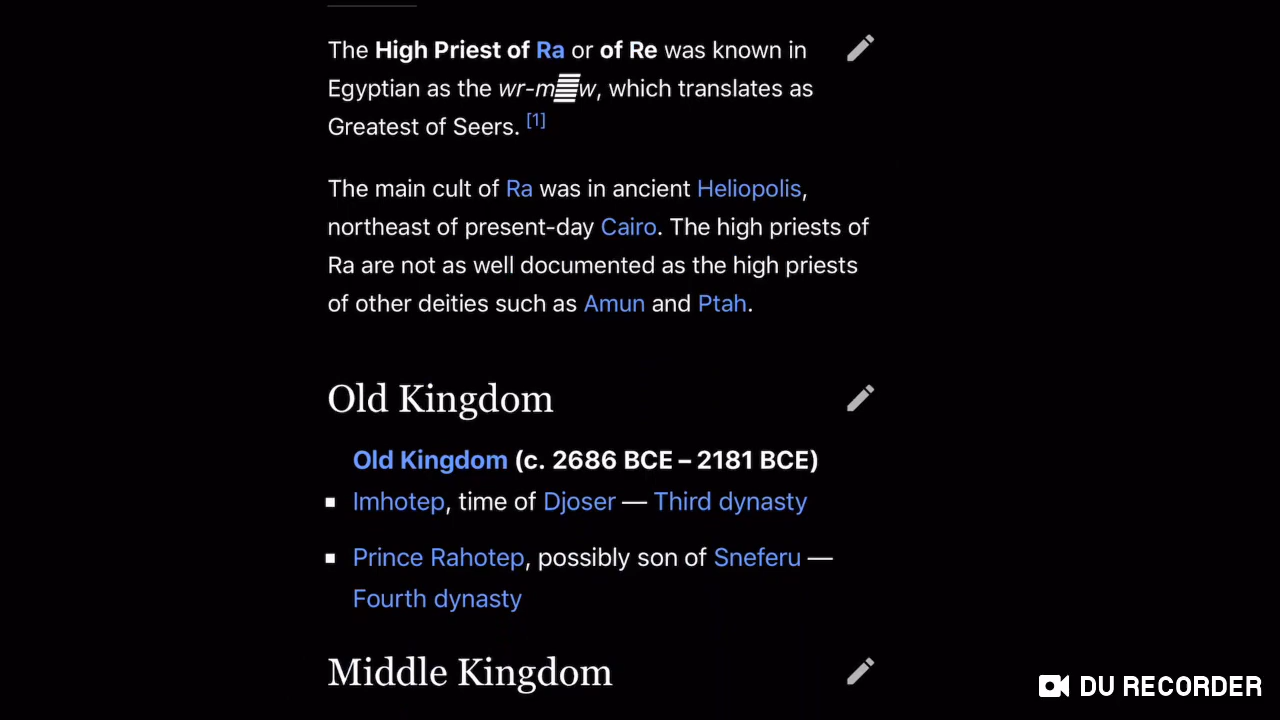 The High Priest of Ra or of Re was known in
Egyptian as the wr-m𓏥w, which translates as
Greatest of Seers. [1]
The main cult of Ra was in ancient Heliopolis,
northeast of present-day Cairo. The high priests of
Ra are not as well documented as the high priests
of other deities such as Amun and Ptah.
Old Kingdom
Old Kingdom (c. 2686 BCE – 2181 BCE)
Imhotep, time of Djoser — Third dynasty
Prince Rahotep, possibly son of Sneferu —
Fourth dynasty
Middle Kingdom
DU RECORDER